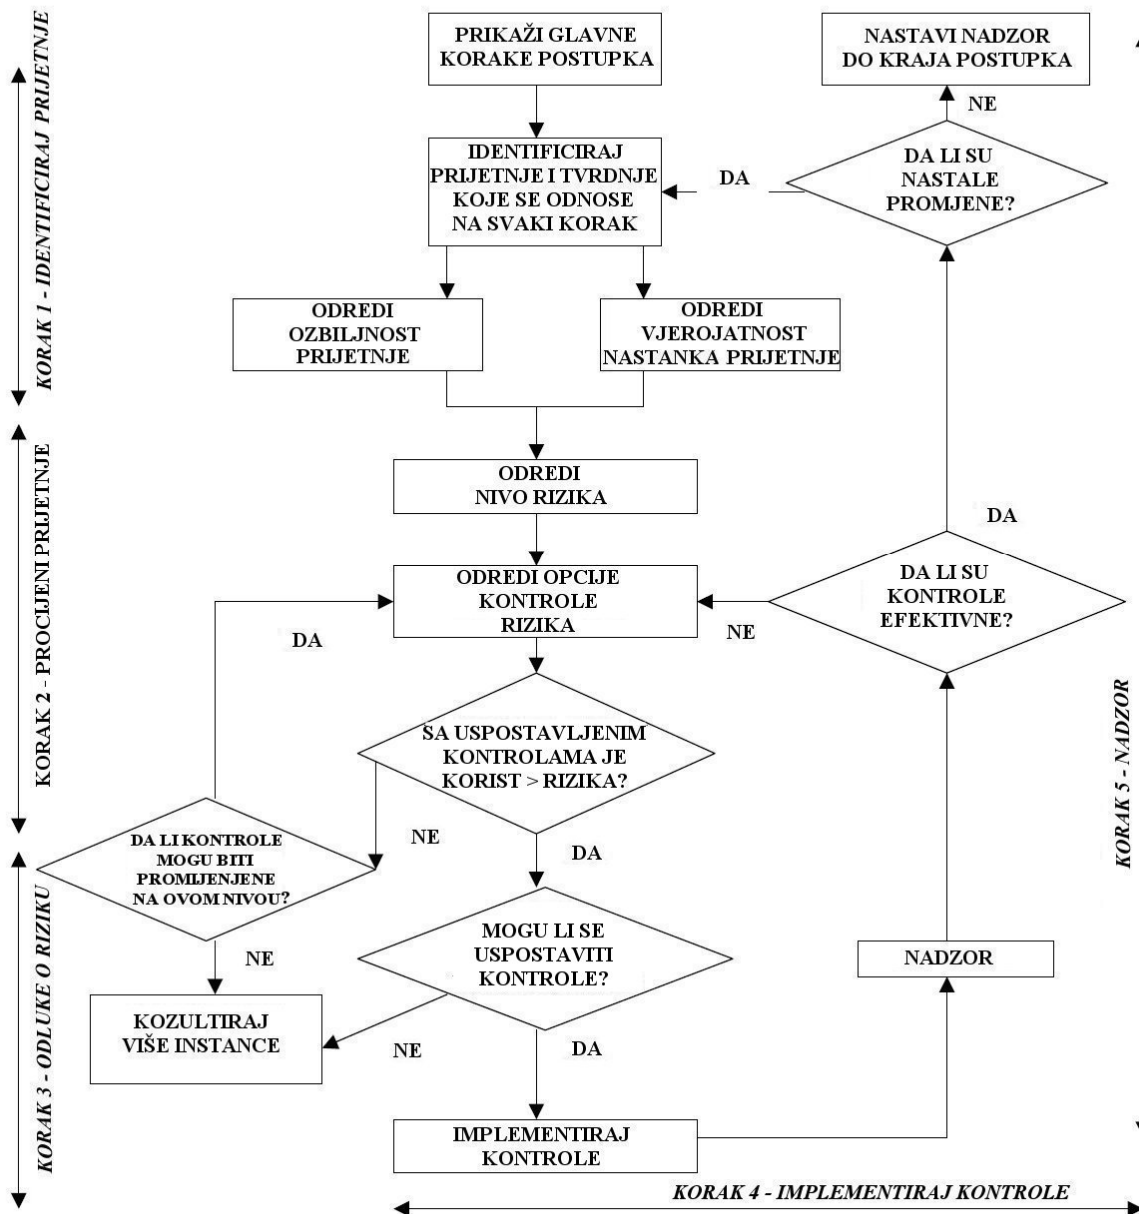 PRIKAŽI GLAVNE
KORAKE POSTUPKA
NASTAVI NADZOR
DO KRAJA POSTUPKA
NE
IDENTIFICIRAJ
PRIJETNJE I TVRDNJE
KOJE SE ODNOSE
NA SVAKI KORAK
DA
DA LI SU
NASTALE
PROMJENE?
KORAK 1 - IDENTIFICIRAJ PRIJETNJE
ODREDI
OZBILJNOST
PRIJETNJE
ODREDI
VJEROJATNOST
NASTANKA PRIJETNJE
KORAK 2 - PROCIJENI PRIJETNJE
ODREDI
NIVO RIZIKA
DA
ODREDI OPCIJE
KONTROLE
RIZIKA
DA LI SU
KONTROLE
EFEKTIVNE?
NE
DA
SA USPOSTAVLJENIM
KONTROLAMA JE
KORIST > RIZIKA?
KORAK 5 - NADZOR
DA LI KONTROLE
MOGU BITI
PROMIJENJENE
NA OVOM NIVOU?
NE
DA
MOGU LI SE
USPOSTAVITI
KONTROLE?
NADZOR
NE
KOZULTIRAJ
VIŠE INSTANCE
NE
DA
KORAK 3 - ODLUKE O RIZIKU
IMPLEMENTIRAJ
KONTROLE
KORAK 4 - IMPLEMENTIRAJ KONTROLE